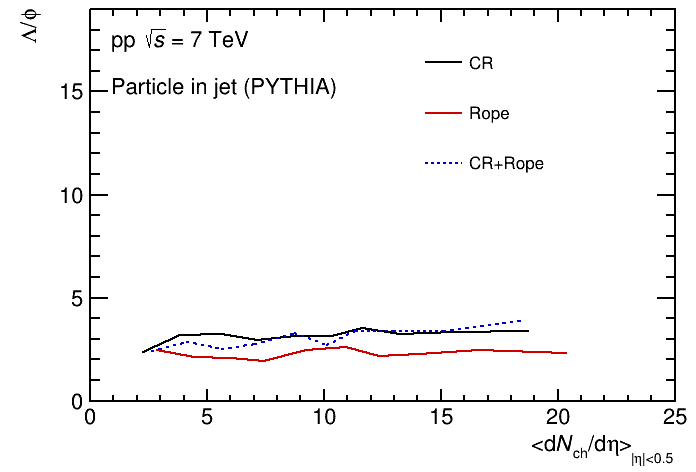 Λ/φ
pp √s = 7 TeV
Particle in jet (PYTHIA)
CR
Rope
CR+Rope
15
10
5
0
0 5 10 15 20 25
<dN_ch/dη>_|η|<0.5